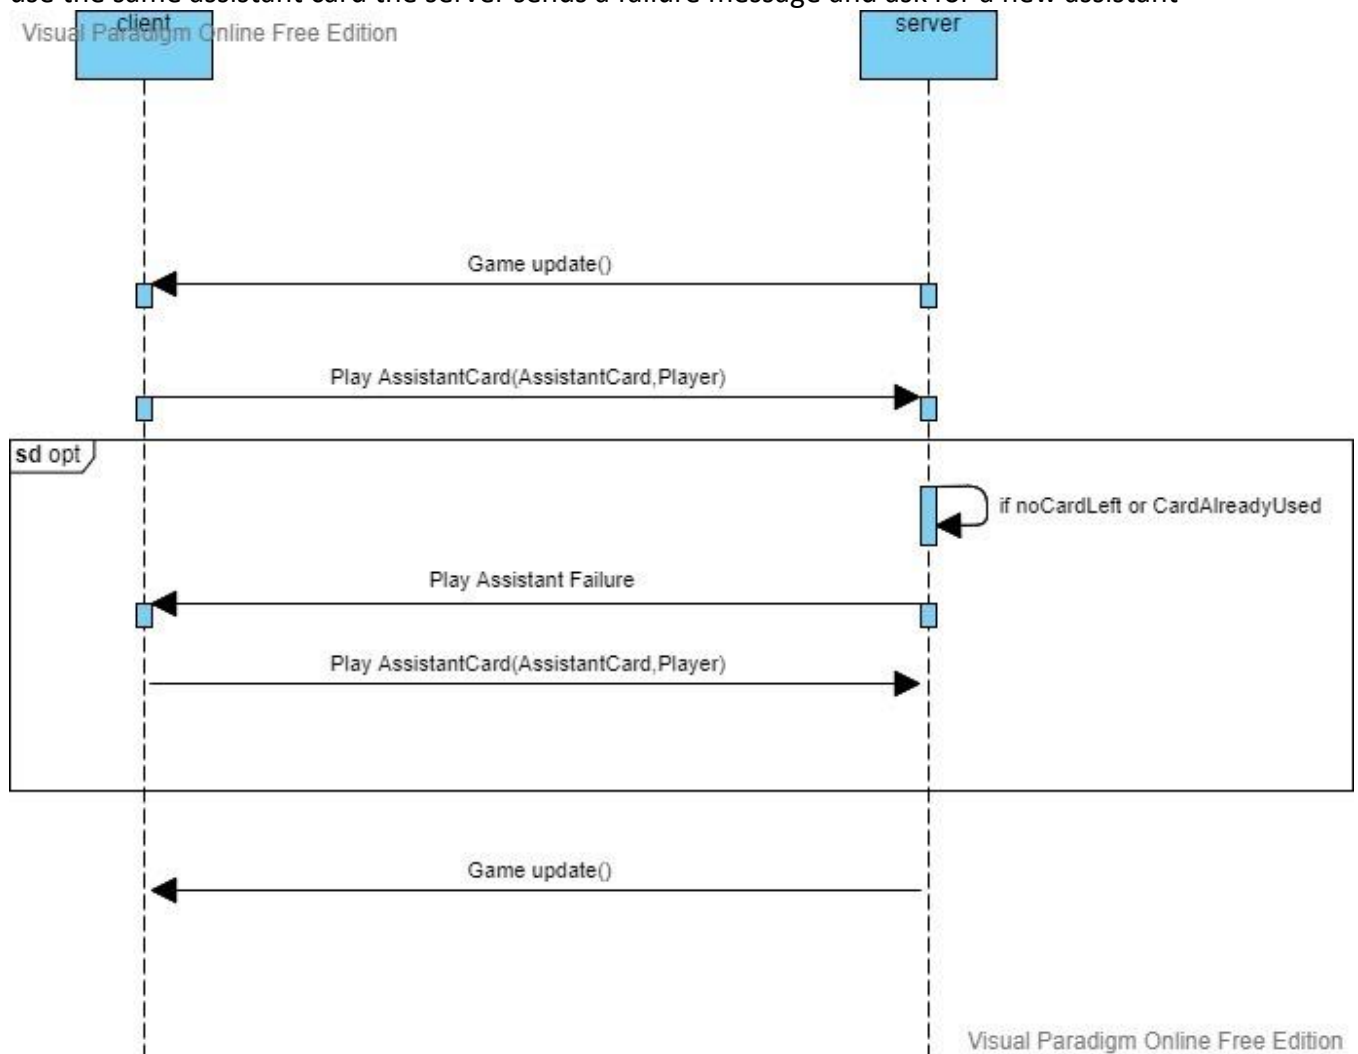 use the same assistant card the server sends a failure message and ask for a new assistant
client
server
Visual Paradigm Online Free Edition
Game update()
Play AssistantCard(AssistantCard,Player)
sd opt
if noCardLeft or CardAlreadyUsed
Play Assistant Failure
Play AssistantCard(AssistantCard,Player)
Game update()
Visual Paradigm Online Free Edition